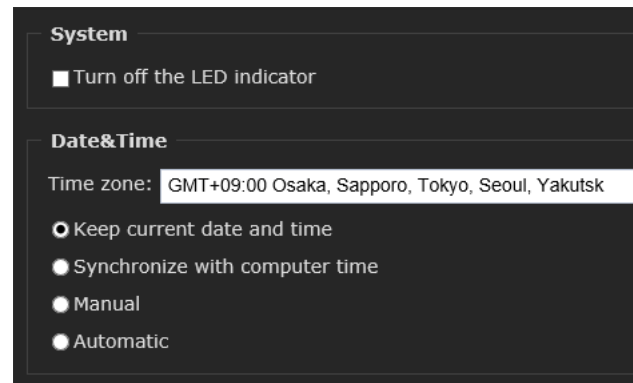 System
Turn off the LED indicator
Date&Time
Time zone: GMT+09:00 Osaka, Sapporo, Tokyo, Seoul, Yakutsk
Keep current date and time
Synchronize with computer time
Manual
Automatic